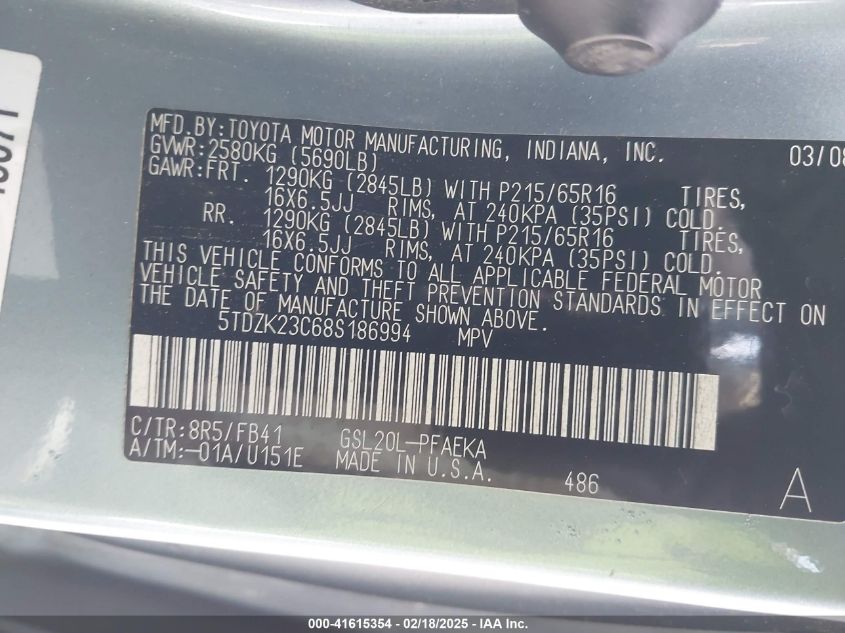 MFD.BY:TOYOTA MOTOR MANUFACTURING, INDIANA, INC. 03/08
GVWR:2580KG (5690LB)
GAWR:FRT. 1290KG (2845LB) WITH P215/65R16 TIRES,
16X6.5JJ RIMS, AT 240KPA (35PSI) COLD.
RR. 1290KG (2845LB) WITH P215/65R16 TIRES,
16X6.5JJ RIMS, AT 240KPA (35PSI) COLD.
THIS VEHICLE CONFORMS TO ALL APPLICABLE FEDERAL MOTOR
VEHICLE SAFETY AND THEFT PREVENTION STANDARDS IN EFFECT ON
THE DATE OF MANUFACTURE SHOWN ABOVE.
5TDZK23C68S186994 MPV
C/TR:8R5/FB41 GSL20L-PFAEKA
A/TM:-01A/U151E MADE IN U.S.A. 486
A
000-41615354 - 02/18/2025 - IAA Inc.